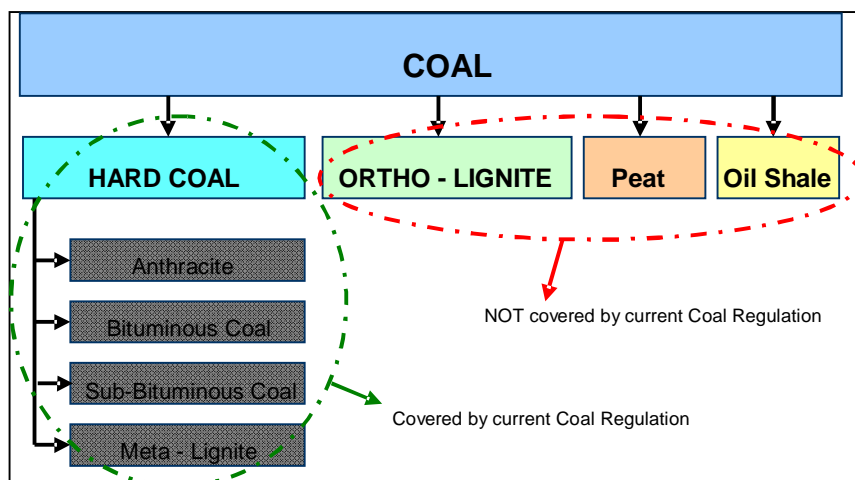 COAL
HARD COAL
ORTHO - LIGNITE
Peat
Oil Shale
Anthracite
Bituminous Coal
Sub-Bituminous Coal
Meta - Lignite
NOT covered by current Coal Regulation
Covered by current Coal Regulation